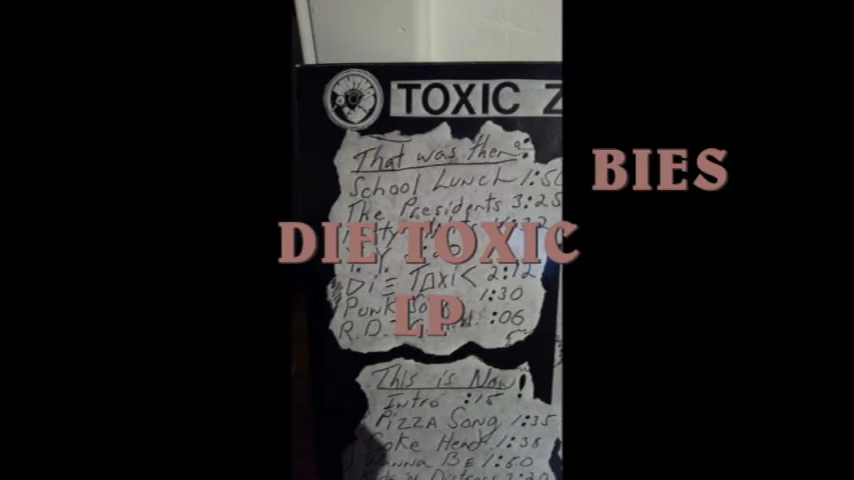 TOXIC Z
BIES
DIE TOXIC
LP
That was then:
School Lunch 1:50
The Presidents 3:25
DiE Toxic 2:12
Punk 1:30
R.D. :06
This is Now!
Intro :15
Pizza Song 1:35
Coke Head 1:38
Wanna Be 1:50